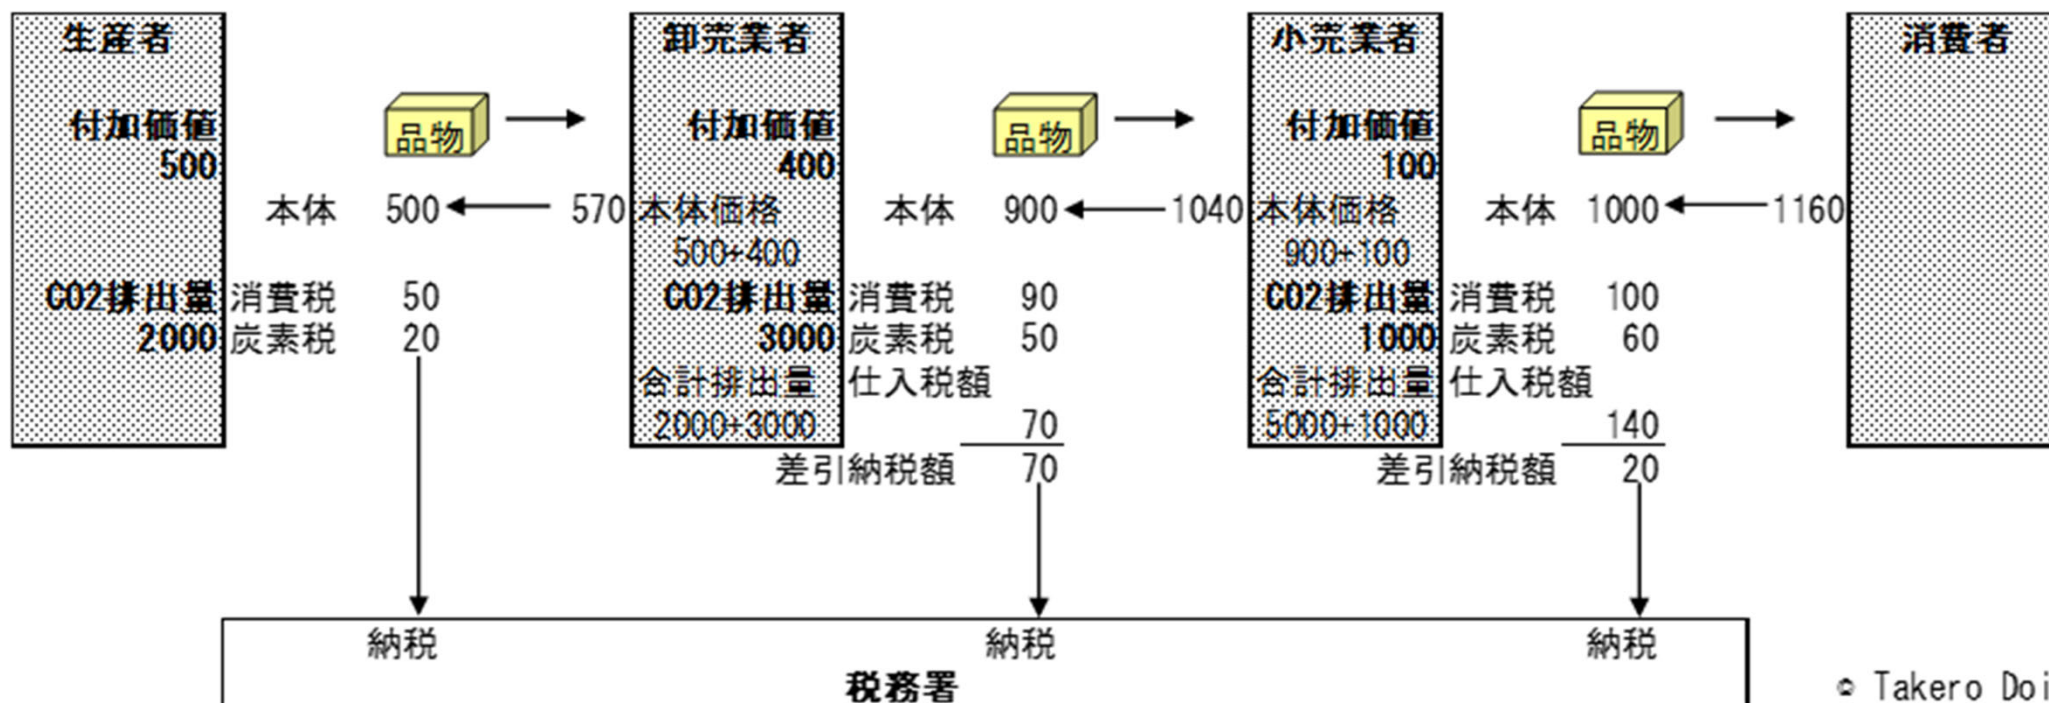 生産者
卸売業者
小売業者
消費者
付加価値
500
品物
付加価値
400
品物
付加価値
100
品物
本体 500 570
本体価格
500+400
本体 900 1040
本体価格
900+100
本体 1000 1160
CO2排出量
2000
消費税 50
炭素税 20
CO2排出量
3000
合計排出量
2000+3000
消費税 90
炭素税 50
仕入税額
70
差引納税額 70
CO2排出量
1000
合計排出量
5000+1000
消費税 100
炭素税 60
仕入税額
140
差引納税額 20
納税 納税 納税
税務署
© Takero Doi